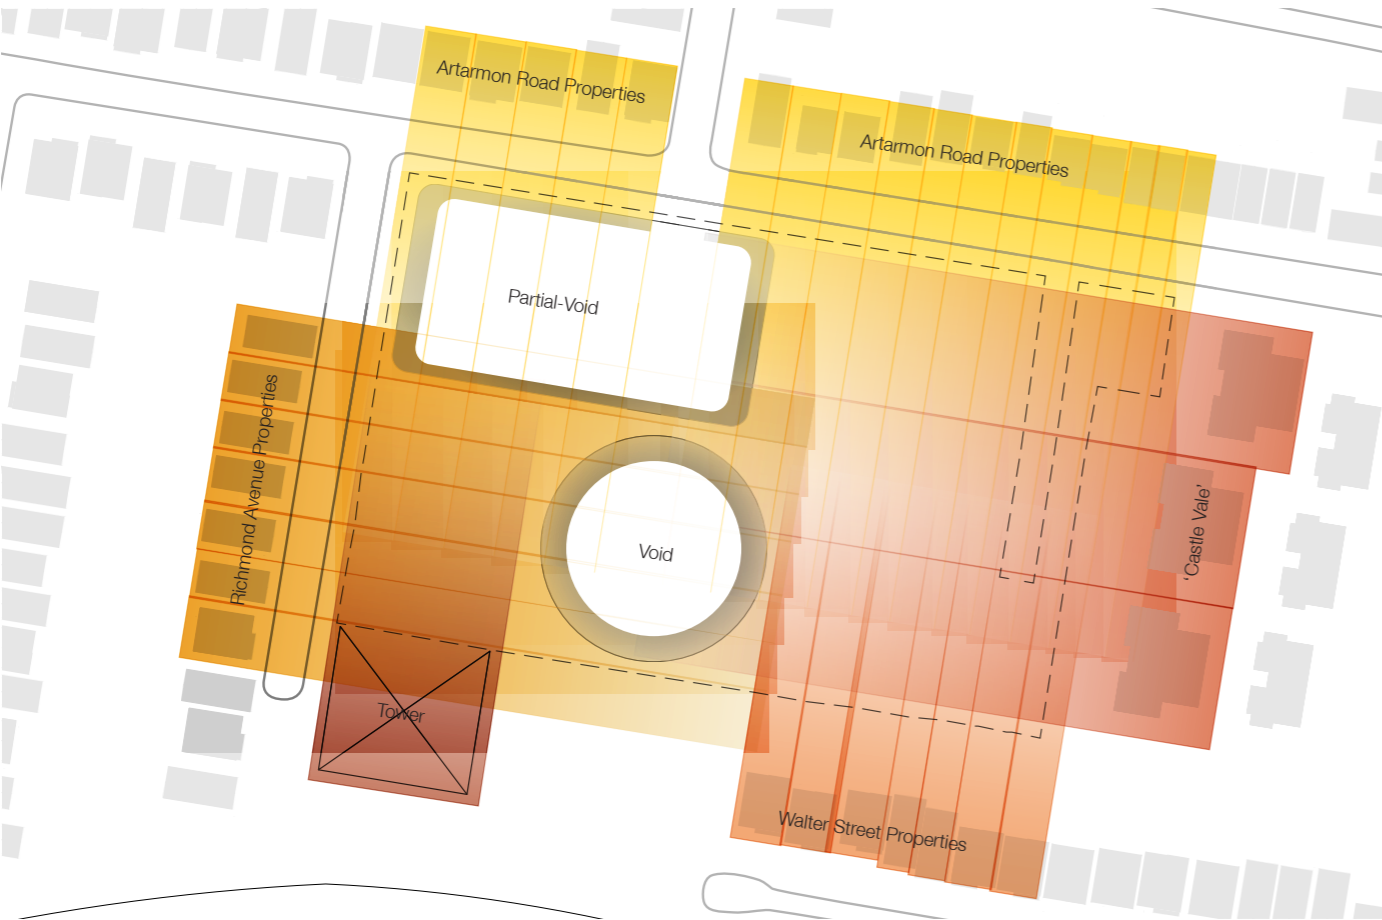 Artarmon Road Properties
Artarmon Road Properties
Partial-Void
Richmond Avenue Properties
Void
'Castle Vale'
Tower
Walter Street Properties